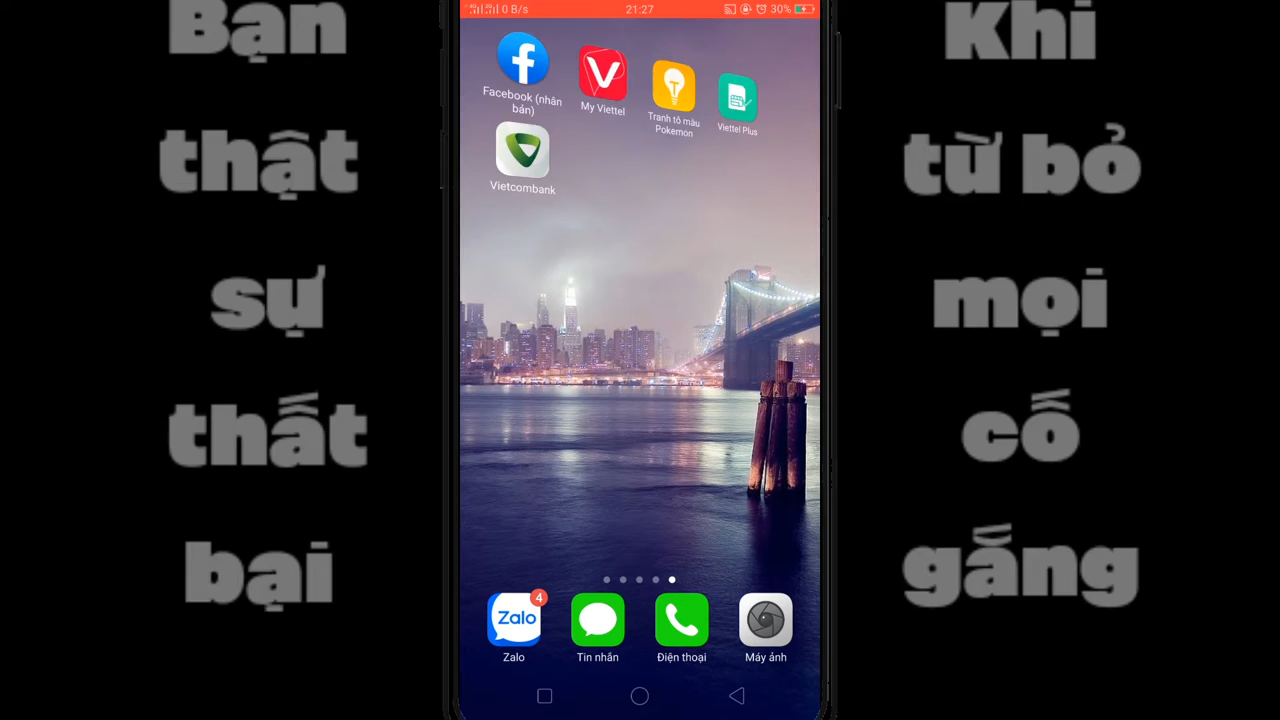 Bạn
thật
sự
thất
bại
0 B/s
21:27
30%
Facebook (nhân
bản)
My Viettel
Tranh tô màu
Pokemon
Viettel Plus
Vietcombank
Zalo
4
Zalo
Tin nhắn
Điện thoại
Máy ảnh
Khi
từ bỏ
mọi
cố
gắng